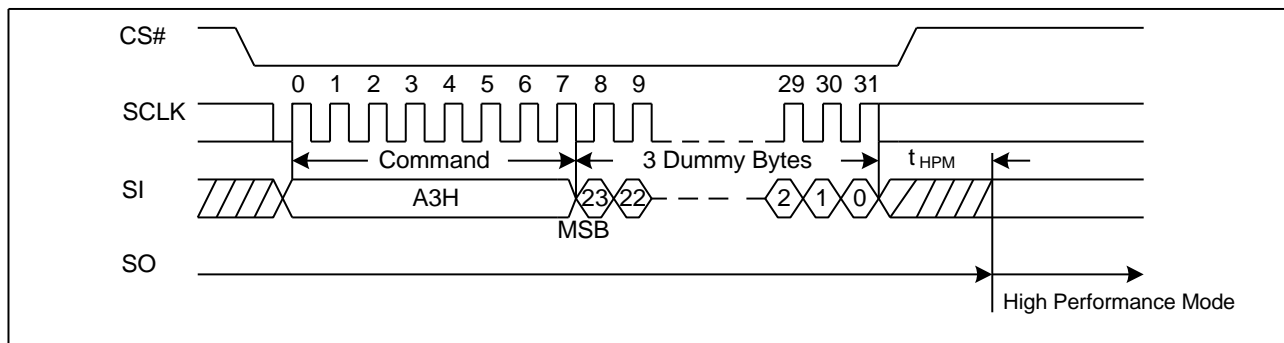 CS#
0 1 2 3 4 5 6 7 8 9 29 30 31
SCLK
Command 3 Dummy Bytes tHPM
SI A3H 23 22 2 1 0
MSB
SO
High Performance Mode